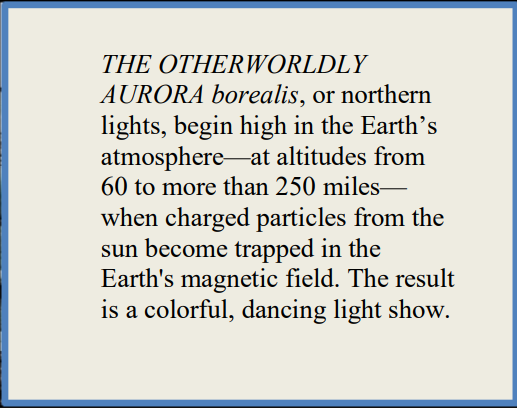 THE OTHERWORLDLY
AURORA borealis, or northern
lights, begin high in the Earth’s
atmosphere—at altitudes from
60 to more than 250 miles—
when charged particles from the
sun become trapped in the
Earth's magnetic field. The result
is a colorful, dancing light show.